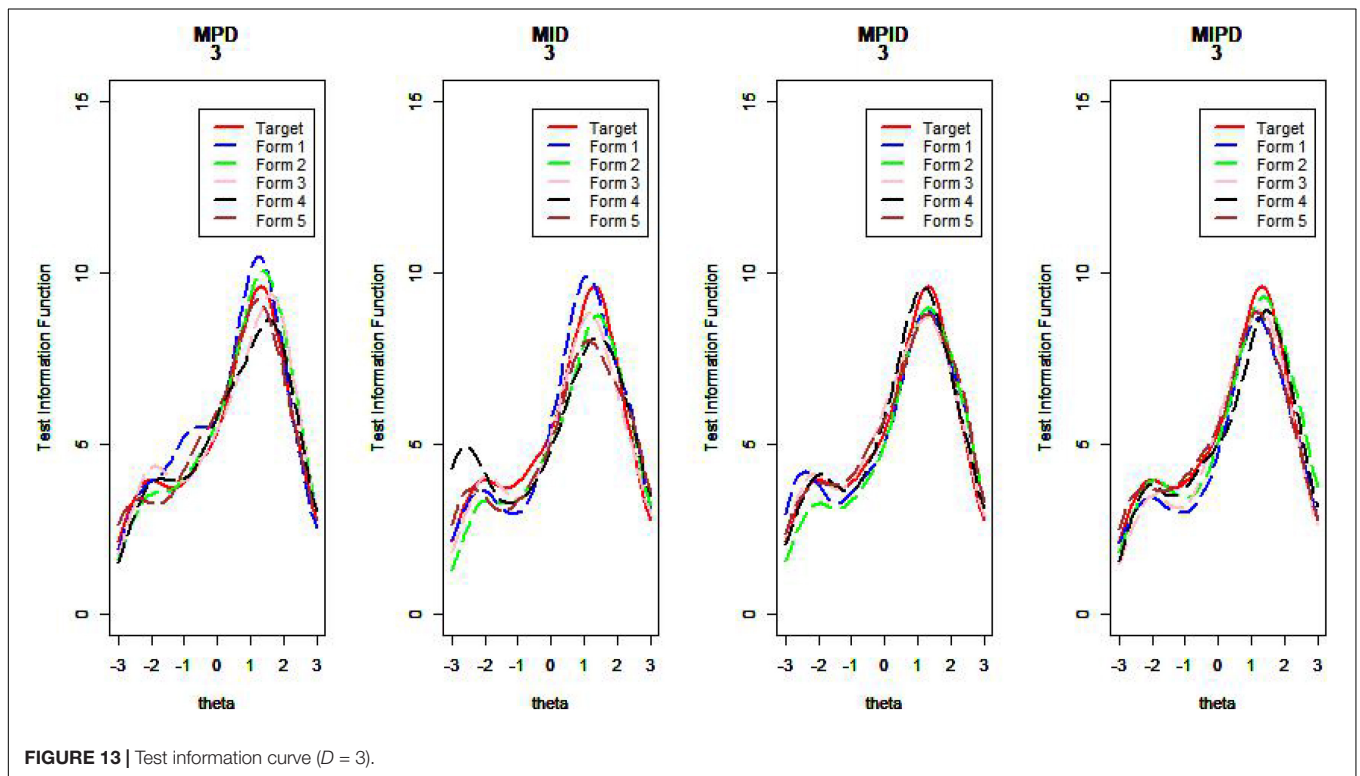 MPD
3
Test Information Function
15
10
5
0
Target
Form 1
Form 2
Form 3
Form 4
Form 5
-3 -2 -1 0 1 2 3
theta
MID
3
Test Information Function
15
10
5
0
Target
Form 1
Form 2
Form 3
Form 4
Form 5
-3 -2 -1 0 1 2 3
theta
MPID
3
Test Information Function
15
10
5
0
Target
Form 1
Form 2
Form 3
Form 4
Form 5
-3 -2 -1 0 1 2 3
theta
MIPD
3
Test Information Function
15
10
5
0
Target
Form 1
Form 2
Form 3
Form 4
Form 5
-3 -2 -1 0 1 2 3
theta
FIGURE 13 | Test information curve (D = 3).